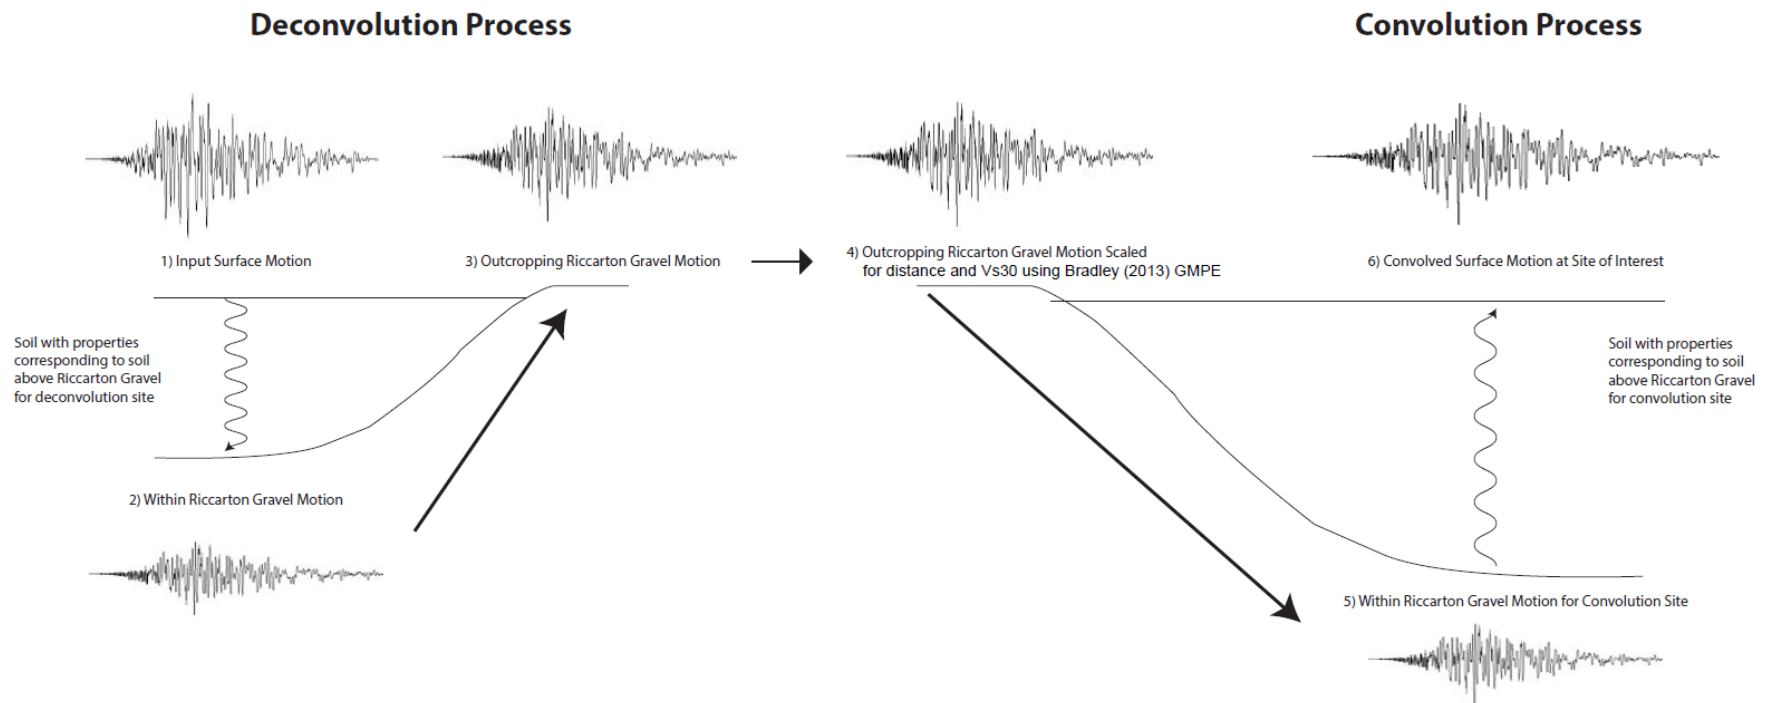 Deconvolution Process
Convolution Process
1) Input Surface Motion
3) Outcropping Riccarton Gravel Motion
4) Outcropping Riccarton Gravel Motion Scaled
for distance and Vs30 using Bradley (2013) GMPE
6) Convolved Surface Motion at Site of Interest
Soil with properties
corresponding to soil
above Riccarton Gravel
for deconvolution site
Soil with properties
corresponding to soil
above Riccarton Gravel
for convolution site
2) Within Riccarton Gravel Motion
5) Within Riccarton Gravel Motion for Convolution Site